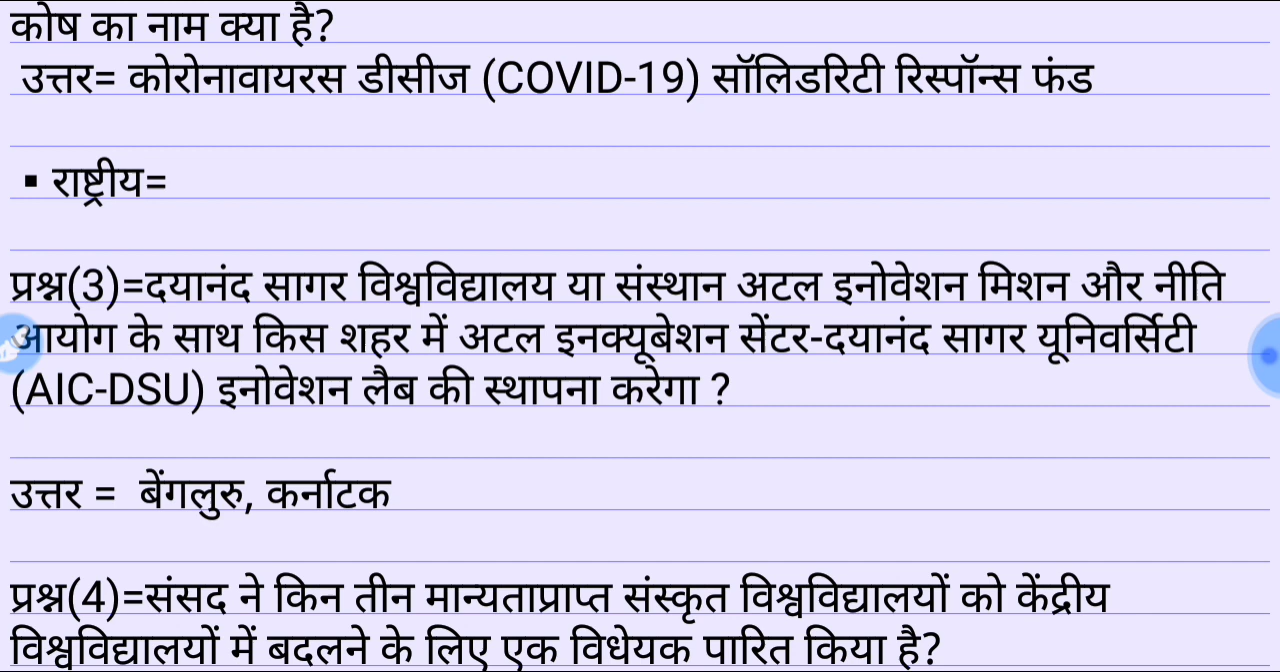 कोष का नाम क्या है?
उत्तर= कोरोनावायरस डीसीज (COVID-19) सॉलिडरिटी रिस्पॉन्स फंड
▪ राष्ट्रीय=
प्रश्न(3)=दयानंद सागर विश्वविद्यालय या संस्थान अटल इनोवेशन मिशन और नीति
आयोग के साथ किस शहर में अटल इनक्यूबेशन सेंटर-दयानंद सागर यूनिवर्सिटी
(AIC-DSU) इनोवेशन लैब की स्थापना करेगा ?
उत्तर = बेंगलुरु, कर्नाटक
प्रश्न(4)=संसद ने किन तीन मान्यताप्राप्त संस्कृत विश्वविद्यालयों को केंद्रीय
विश्वविद्यालयों में बदलने के लिए एक विधेयक पारित किया है?